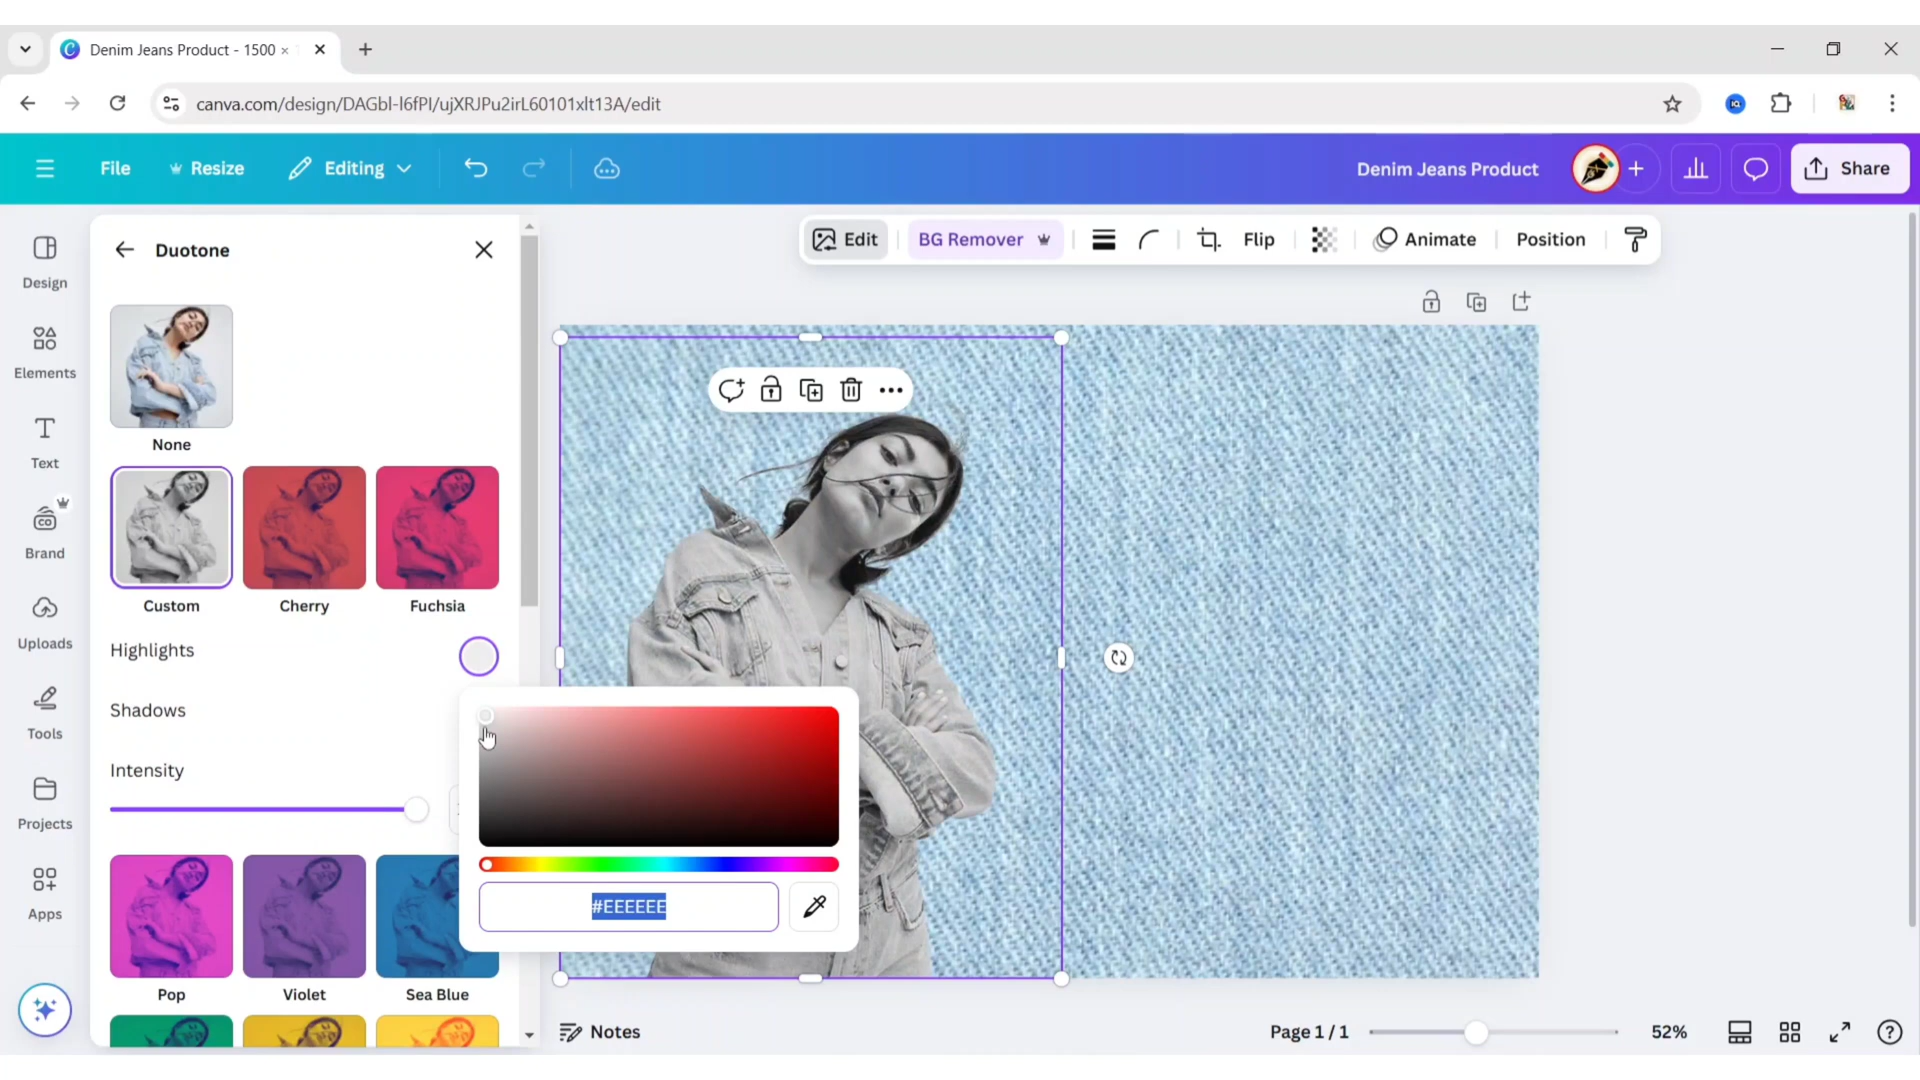 Denim Jeans Product - 1500 ×
canva.com/design/DAGbI-l6fPI/ujXRJPu2irL60101xlt13A/edit
File
Resize
Editing
Denim Jeans Product
Share
Design
Elements
Text
Brand
Uploads
Tools
Projects
Apps
Duotone
None
Custom
Cherry
Fuchsia
Highlights
Shadows
Intensity
Pop
Violet
Sea Blue
#EEEEEE
Edit
BG Remover
Flip
Animate
Position
Notes
Page 1 / 1
52%